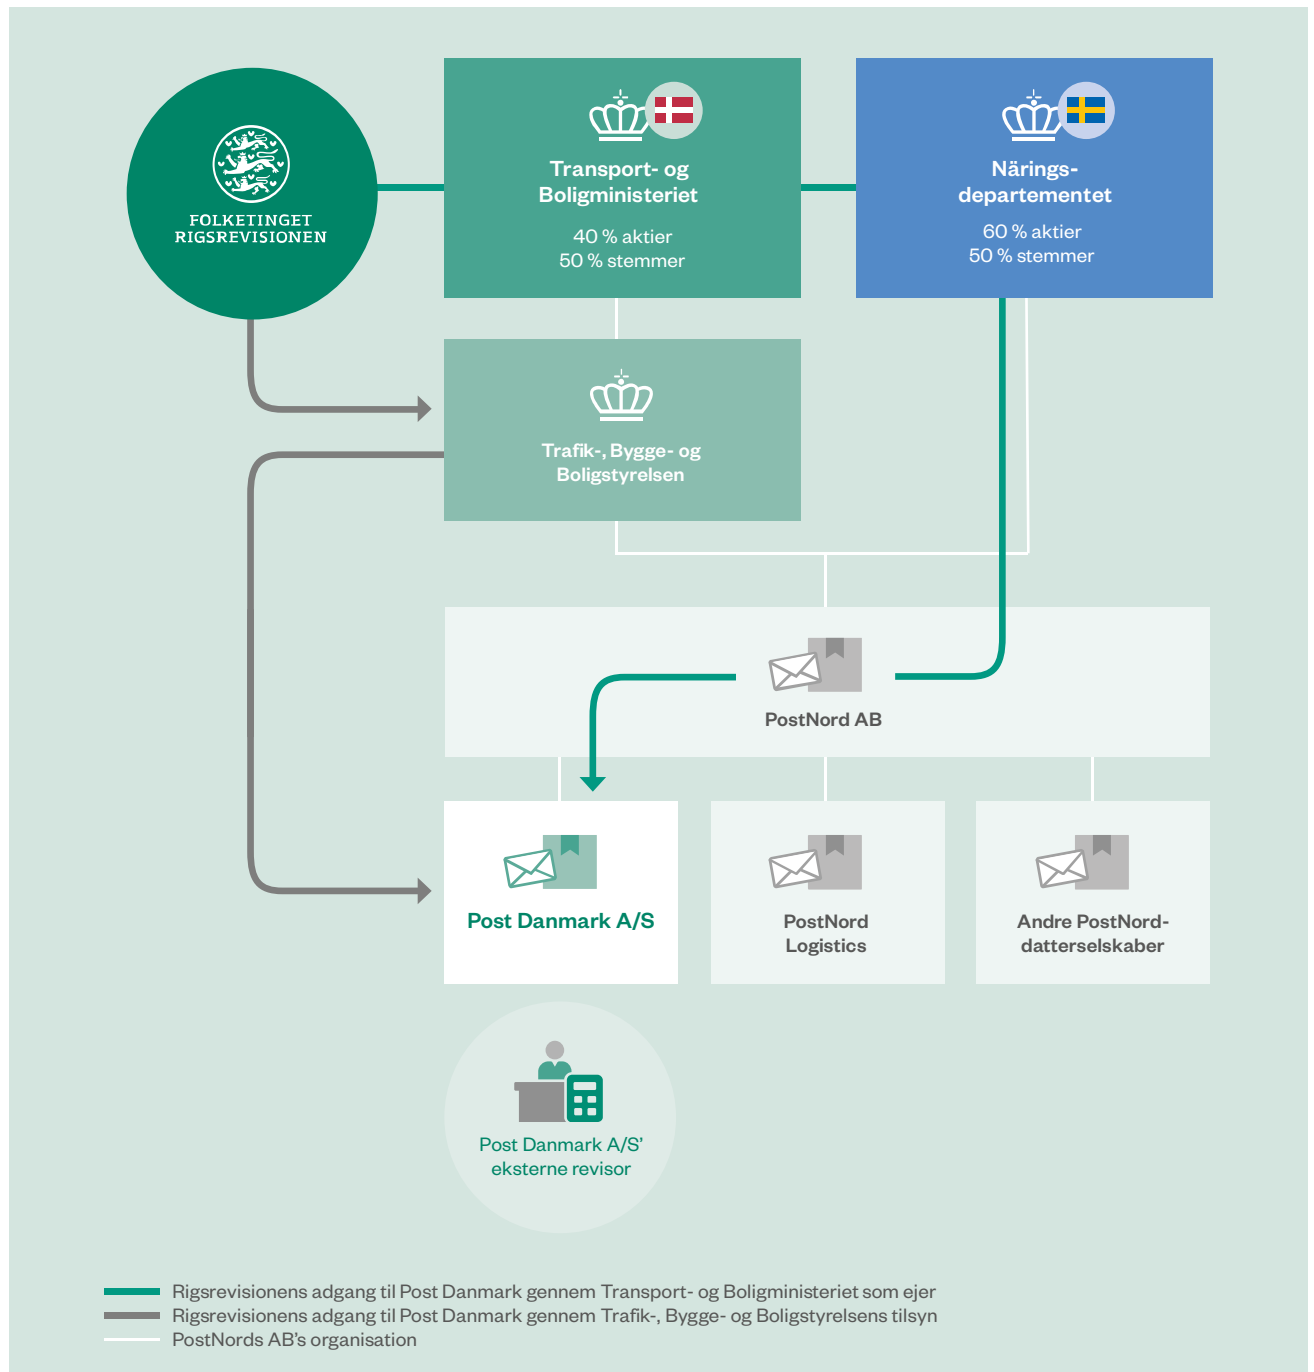 FOLKETINGET
RIGSREVISIONEN
Transport- og
Boligministeriet
40 % aktier
50 % stemmer
Närings-
departementet
60 % aktier
50 % stemmer
Trafik-, Bygge- og
Boligstyrelsen
PostNord AB
Post Danmark A/S
PostNord
Logistics
Andre PostNord-
datterselskaber
Post Danmark A/S’
eksterne revisor
Rigsrevisionens adgang til Post Danmark gennem Transport- og Boligministeriet som ejer
Rigsrevisionens adgang til Post Danmark gennem Trafik-, Bygge- og Boligstyrelsens tilsyn
PostNords AB’s organisation